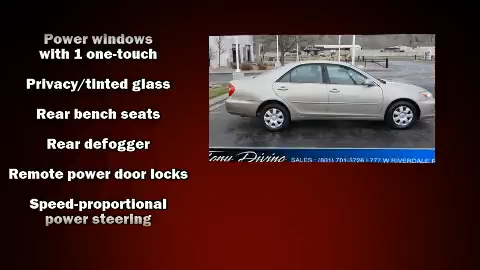 Power windows
with 1 one-touch
Privacy/tinted glass
Rear bench seats
Rear defogger
Remote power door locks
Speed-proportional
power steering
Tony Divino SALES : (801) 701-3726 · 777 W RIVERDALE